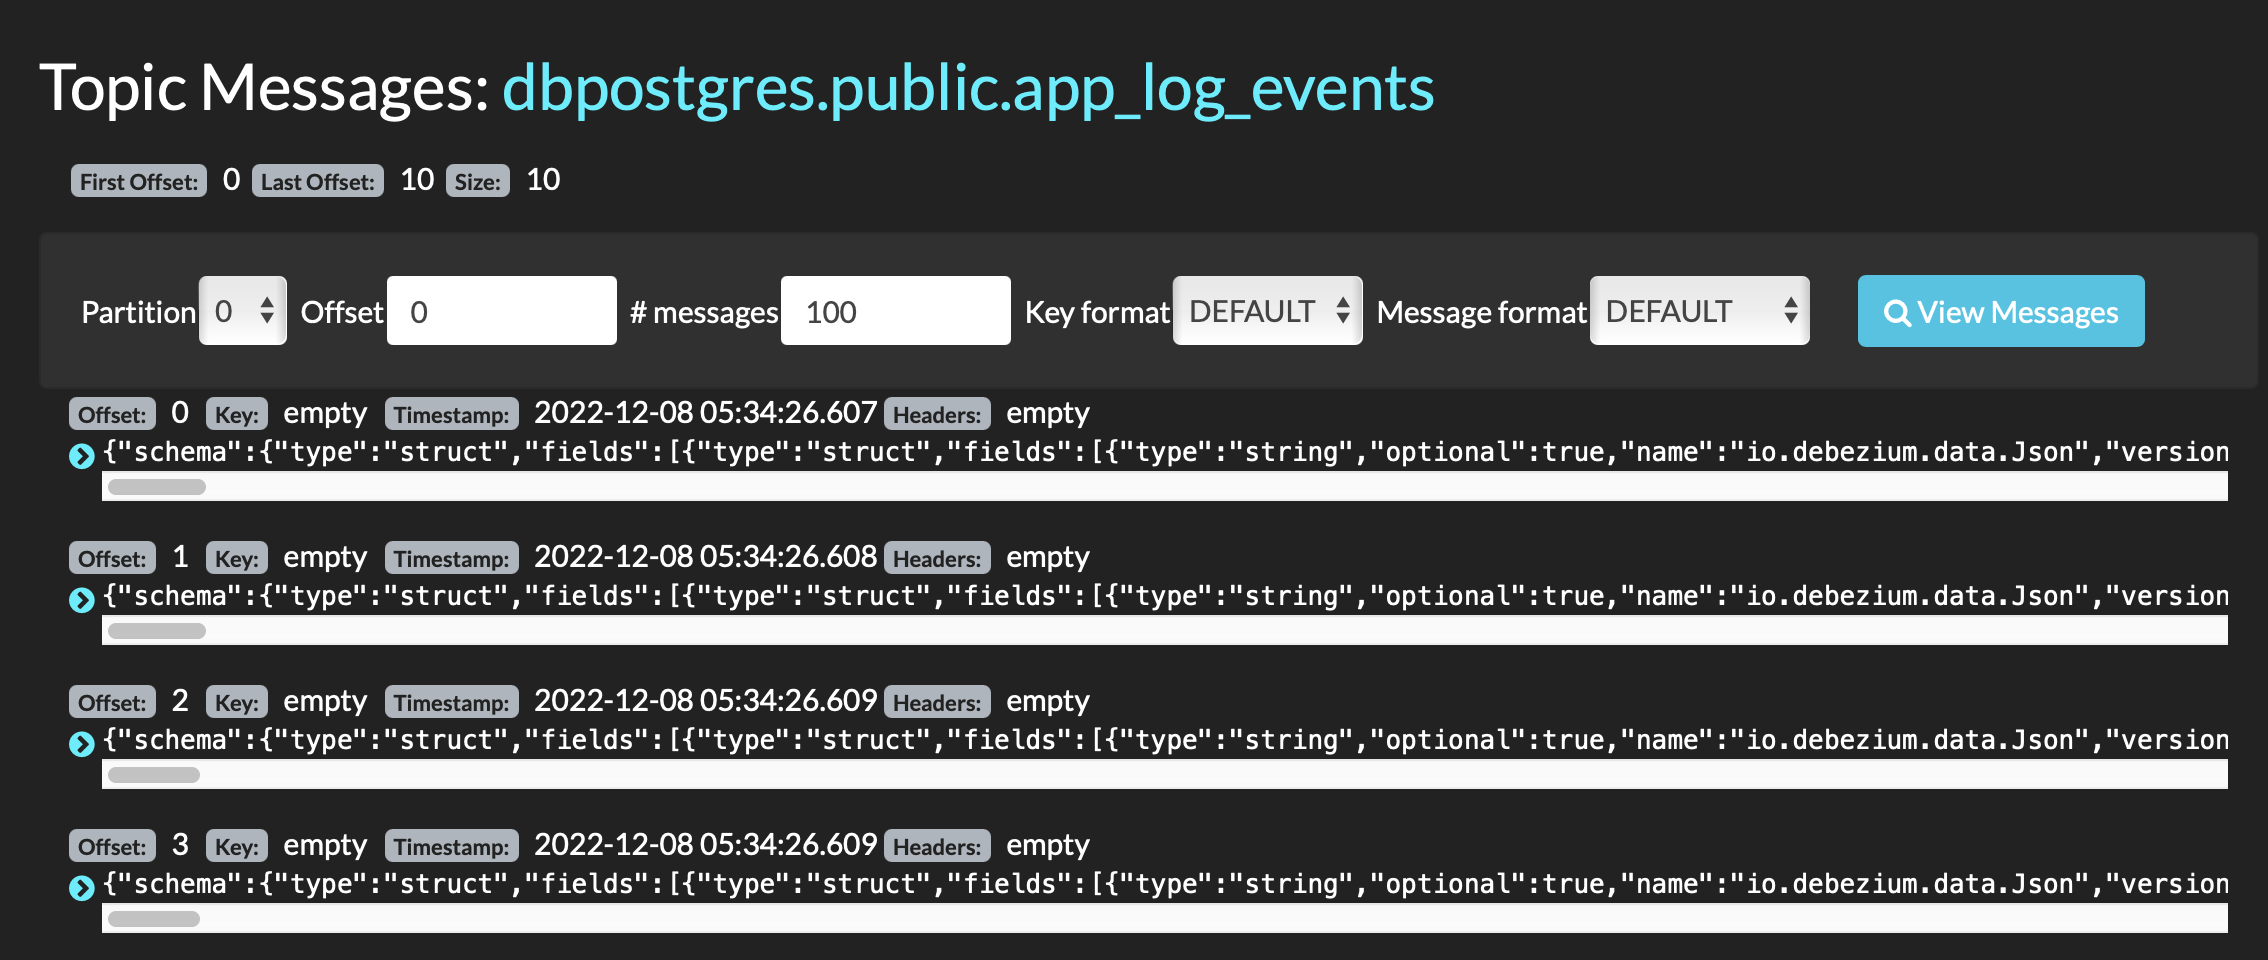 Topic Messages: dbpostgres.public.app_log_events
First Offset: 0 Last Offset: 10 Size: 10
Partition 0 Offset 0 # messages 100 Key format DEFAULT Message format DEFAULT View Messages
Offset: 0 Key: empty Timestamp: 2022-12-08 05:34:26.607 Headers: empty
{"schema":{"type":"struct","fields":[{"type":"struct","fields":[{"type":"string","optional":true,"name":"io.debezium.data.Json","version
Offset: 1 Key: empty Timestamp: 2022-12-08 05:34:26.608 Headers: empty
{"schema":{"type":"struct","fields":[{"type":"struct","fields":[{"type":"string","optional":true,"name":"io.debezium.data.Json","version
Offset: 2 Key: empty Timestamp: 2022-12-08 05:34:26.609 Headers: empty
{"schema":{"type":"struct","fields":[{"type":"struct","fields":[{"type":"string","optional":true,"name":"io.debezium.data.Json","version
Offset: 3 Key: empty Timestamp: 2022-12-08 05:34:26.609 Headers: empty
{"schema":{"type":"struct","fields":[{"type":"struct","fields":[{"type":"string","optional":true,"name":"io.debezium.data.Json","version